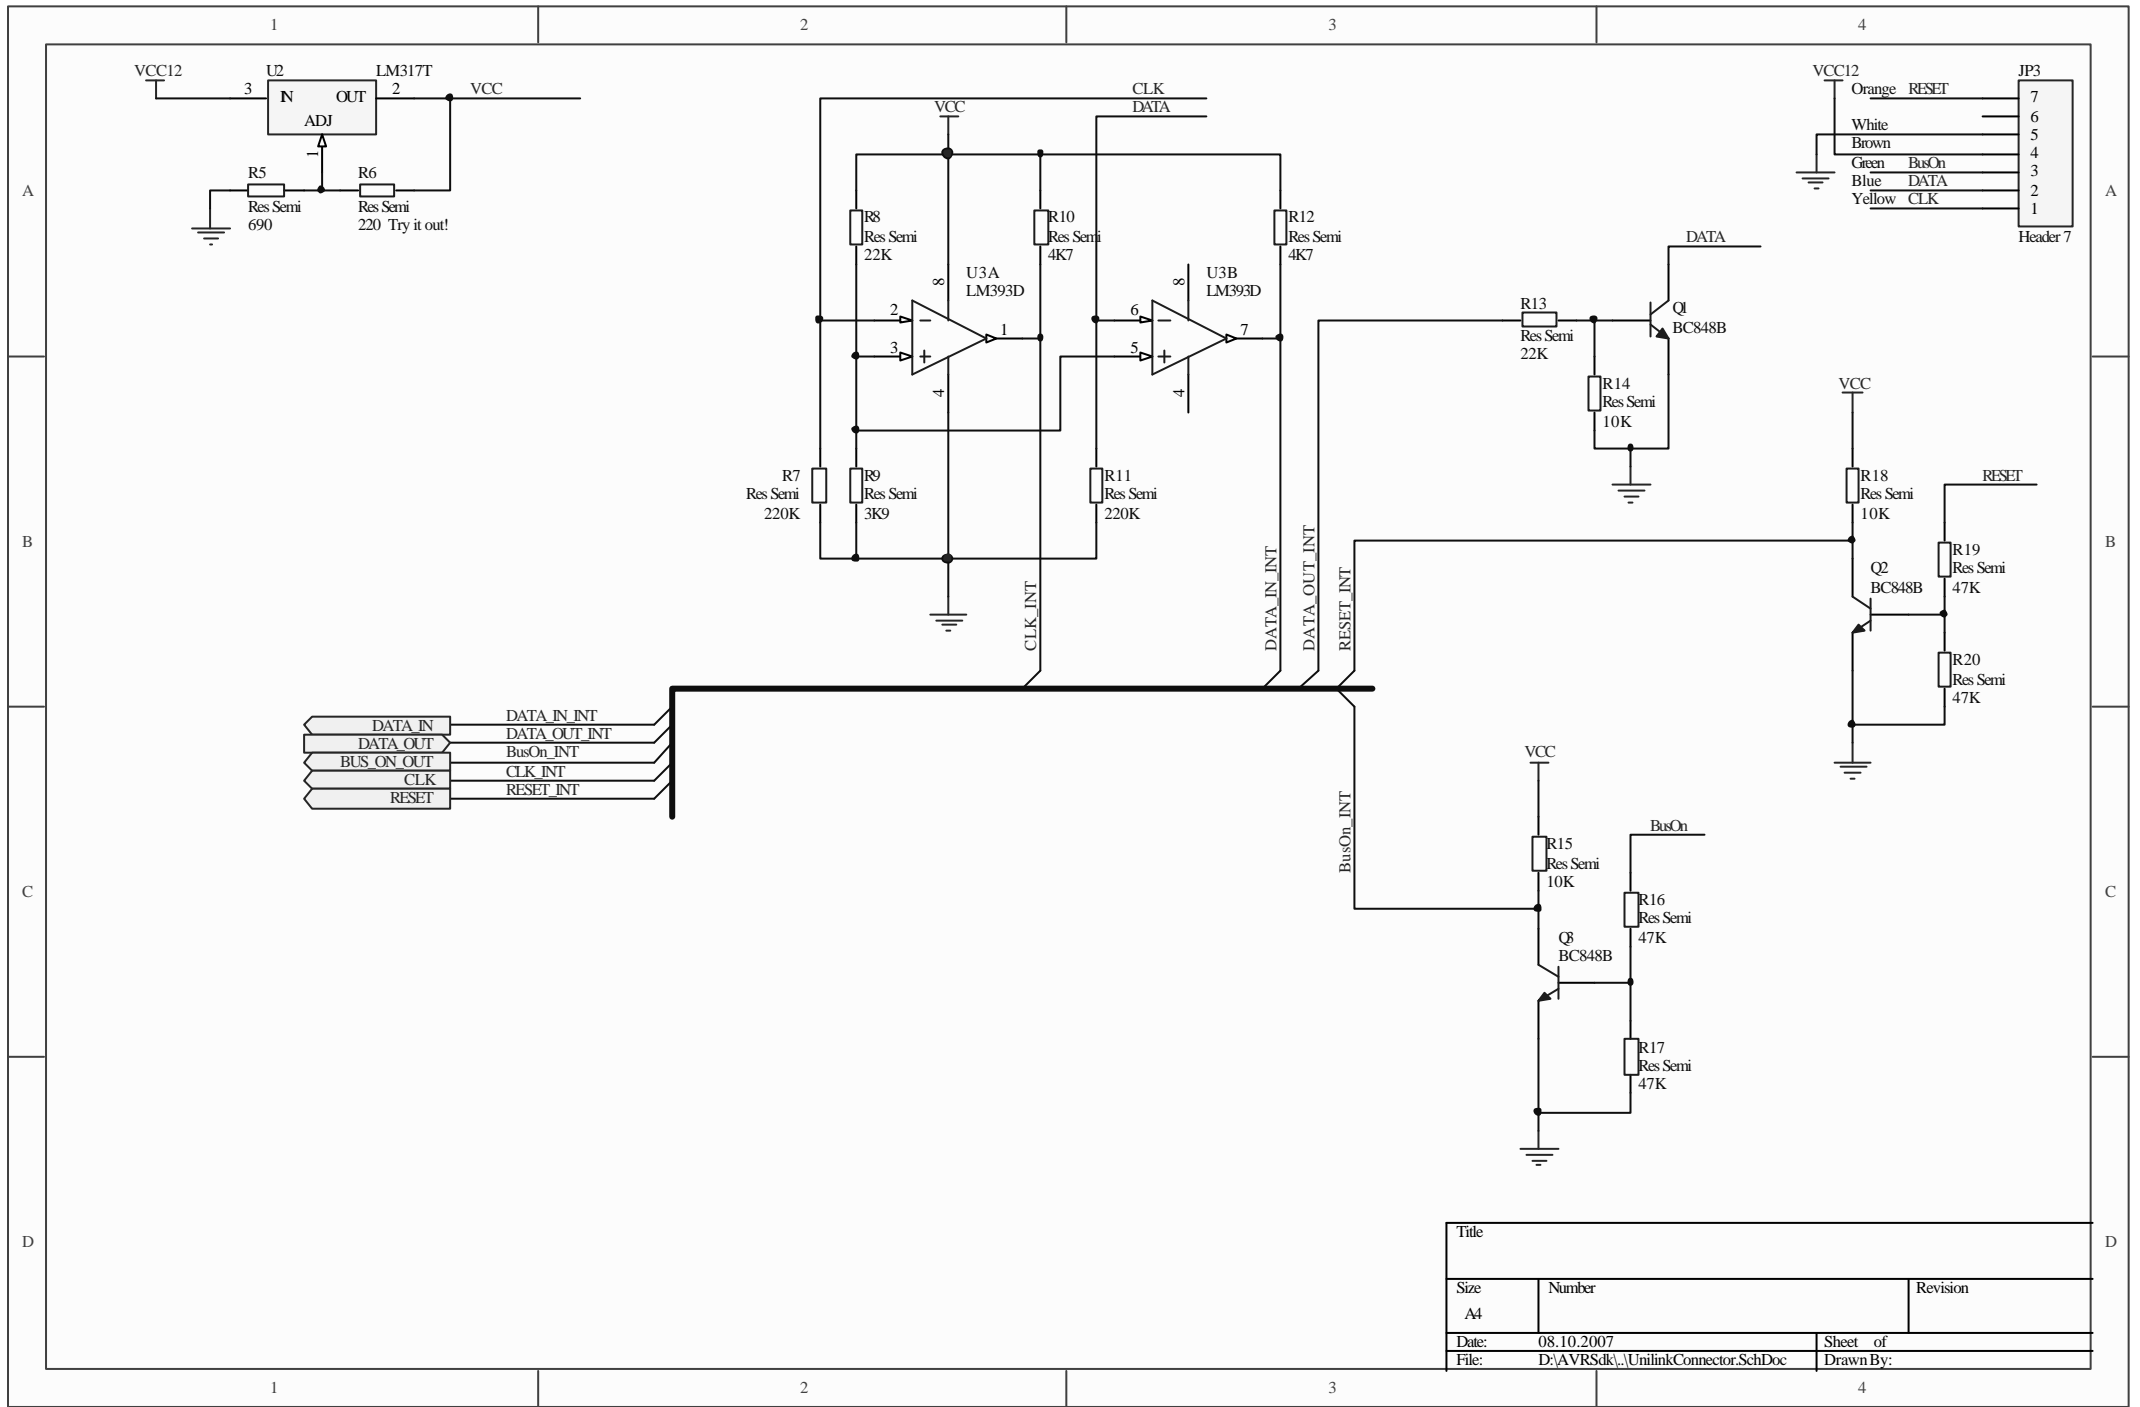 1 2 3 4
A A
B B
C C
D D
1 2 3 4
VCC12
U2 LM317T
3 IN OUT 2 VCC
ADJ
1
R5
Res Semi
690
R6
Res Semi
220 Try it out!
CLK
DATA
VCC
R8
Res Semi
22K
R10
Res Semi
4K7
R12
Res Semi
4K7
U3A
LM393D
8
2
3
1
4
U3B
LM393D
8
6
5
7
4
R7
Res Semi
220K
R9
Res Semi
3K9
R11
Res Semi
220K
CLK_INT
DATA_IN_INT
DATA_OUT_INT
RESET_INT
BusOn_INT
VCC12
JP3
Orange RESET 7
6
White 5
Brown 4
Green BusOn 3
Blue DATA 2
Yellow CLK 1
Header 7
DATA
R13
Res Semi
22K
Q1
BC848B
R14
Res Semi
10K
VCC
R18
Res Semi
10K
RESET
R19
Res Semi
47K
Q2
BC848B
R20
Res Semi
47K
DATA_IN DATA_IN_INT
DATA_OUT DATA_OUT_INT
BUS_ON_OUT BusOn_INT
CLK CLK_INT
RESET RESET_INT
VCC
R15
Res Semi
10K
BusOn
R16
Res Semi
47K
Q3
BC848B
R17
Res Semi
47K
Title
Size Number Revision
A4
Date: 08.10.2007 Sheet of
File: D:\AVRSdk\..\UnilinkConnector.SchDoc Drawn By: